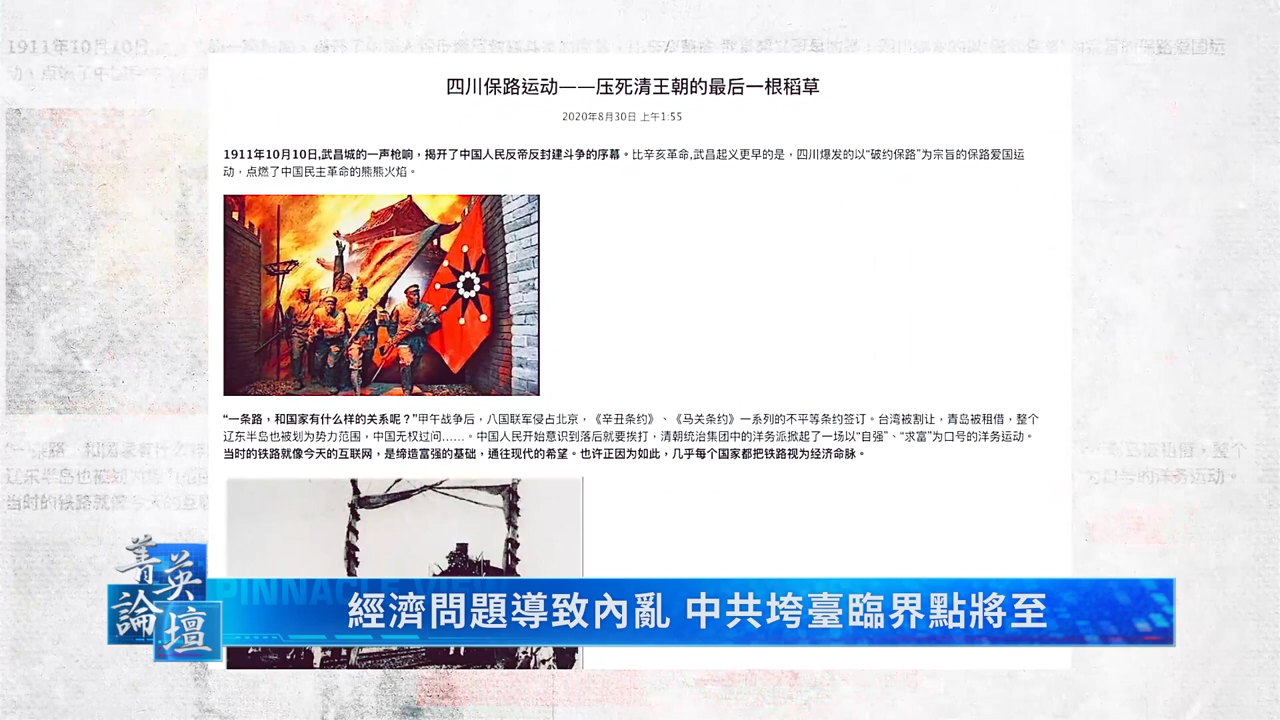 四川保路运动——压死清王朝的最后一根稻草
2020年8月30日 上午1:55
1911年10月10日,武昌城的一声枪响，揭开了中国人民反帝反封建斗争的序幕。比辛亥革命,武昌起义更早的是，四川爆发的以“破约保路”为宗旨的保路爱国运
动，点燃了中国民主革命的熊熊火焰。
“一条路，和国家有什么样的关系呢？”甲午战争后，八国联军侵占北京，《辛丑条约》、《马关条约》一系列的不平等条约签订。台湾被割让，青岛被租借，整个
辽东半岛也被划为势力范围，中国无权过问……。中国人民开始意识到落后就要挨打，清朝统治集团中的洋务派掀起了一场以“自强”、“求富”为口号的洋务运动。
当时的铁路就像今天的互联网，是缔造富强的基础，通往现代的希望。也许正因为如此，几乎每个国家都把铁路视为经济命脉。
菁英論壇
PINNACLE VIEW
經濟問題導致內亂 中共垮臺臨界點將至